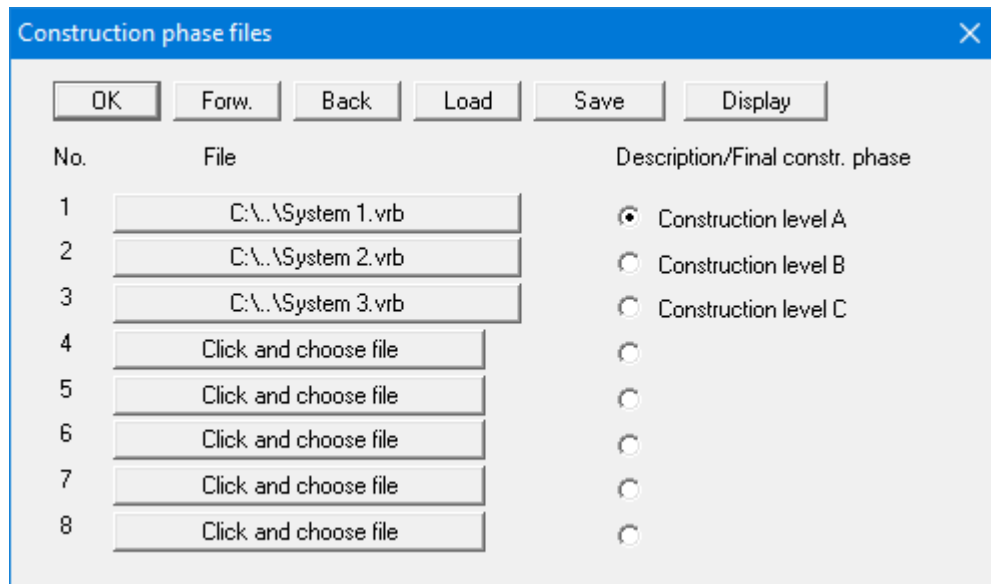 Construction phase files
OK Forw. Back Load Save Display
No. File Description/Final constr. phase
1 C:\..\System 1.vrb Construction level A
2 C:\..\System 2.vrb Construction level B
3 C:\..\System 3.vrb Construction level C
4 Click and choose file
5 Click and choose file
6 Click and choose file
7 Click and choose file
8 Click and choose file